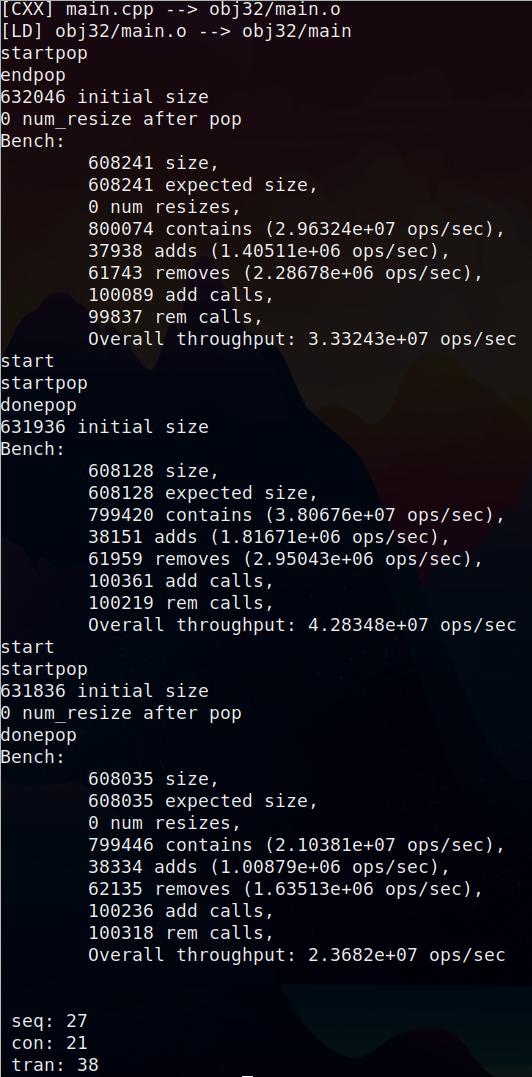 [CXX] main.cpp --> obj32/main.o
[LD] obj32/main.o --> obj32/main
startpop
endpop
632046 initial size
0 num_resize after pop
Bench:
608241 size,
608241 expected size,
0 num resizes,
800074 contains (2.96324e+07 ops/sec),
37938 adds (1.40511e+06 ops/sec),
61743 removes (2.28678e+06 ops/sec),
100089 add calls,
99837 rem calls,
Overall throughput: 3.33243e+07 ops/sec
start
startpop
donepop
631936 initial size
Bench:
608128 size,
608128 expected size,
799420 contains (3.80676e+07 ops/sec),
38151 adds (1.81671e+06 ops/sec),
61959 removes (2.95043e+06 ops/sec),
100361 add calls,
100219 rem calls,
Overall throughput: 4.28348e+07 ops/sec
start
startpop
631836 initial size
0 num_resize after pop
donepop
Bench:
608035 size,
608035 expected size,
0 num resizes,
799446 contains (2.10381e+07 ops/sec),
38334 adds (1.00879e+06 ops/sec),
62135 removes (1.63513e+06 ops/sec),
100236 add calls,
100318 rem calls,
Overall throughput: 2.3682e+07 ops/sec
seq: 27
con: 21
tran: 38